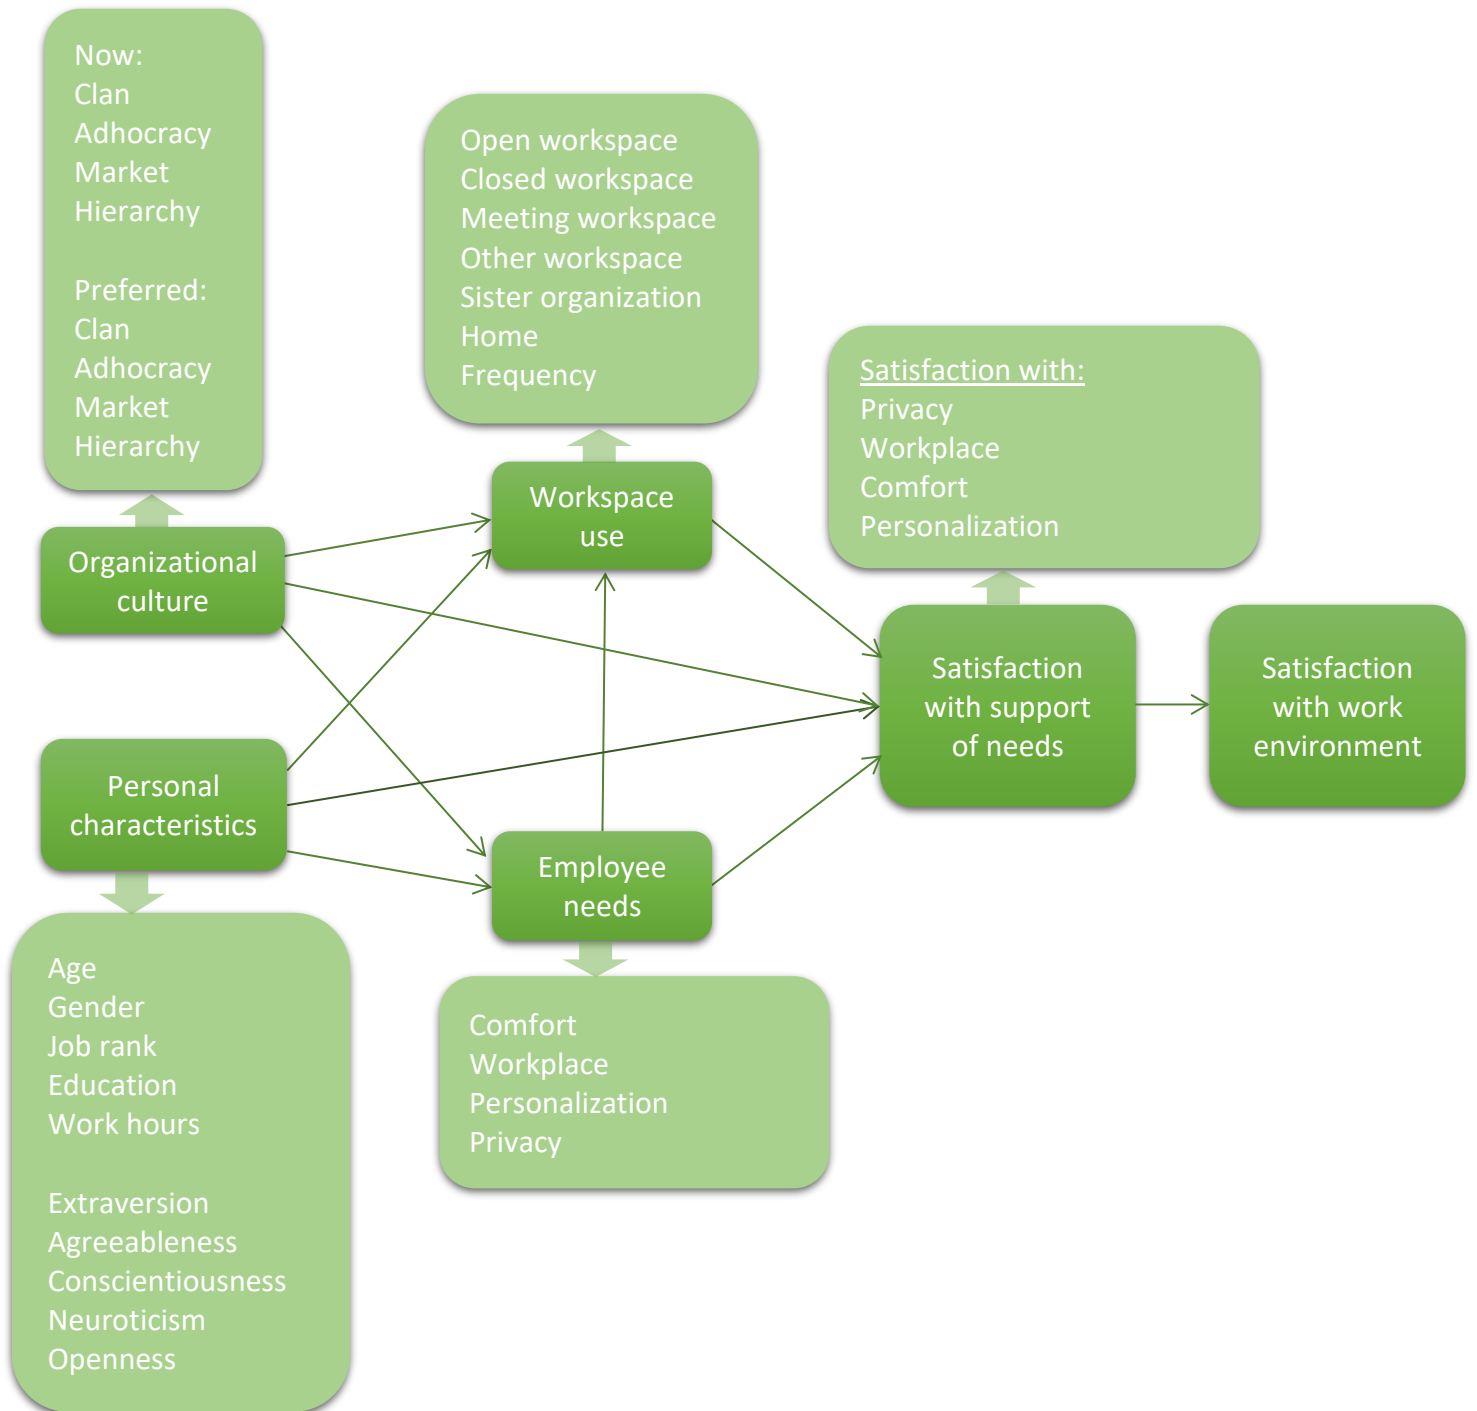 Now:
Clan
Adhocracy
Market
Hierarchy
Preferred:
Clan
Adhocracy
Market
Hierarchy
Organizational
culture
Open workspace
Closed workspace
Meeting workspace
Other workspace
Sister organization
Home
Frequency
Workspace
use
Satisfaction with:
Privacy
Workplace
Comfort
Personalization
Satisfaction
with support
of needs
Satisfaction
with work
environment
Personal
characteristics
Employee
needs
Age
Gender
Job rank
Education
Work hours
Extraversion
Agreeableness
Conscientiousness
Neuroticism
Openness
Comfort
Workplace
Personalization
Privacy